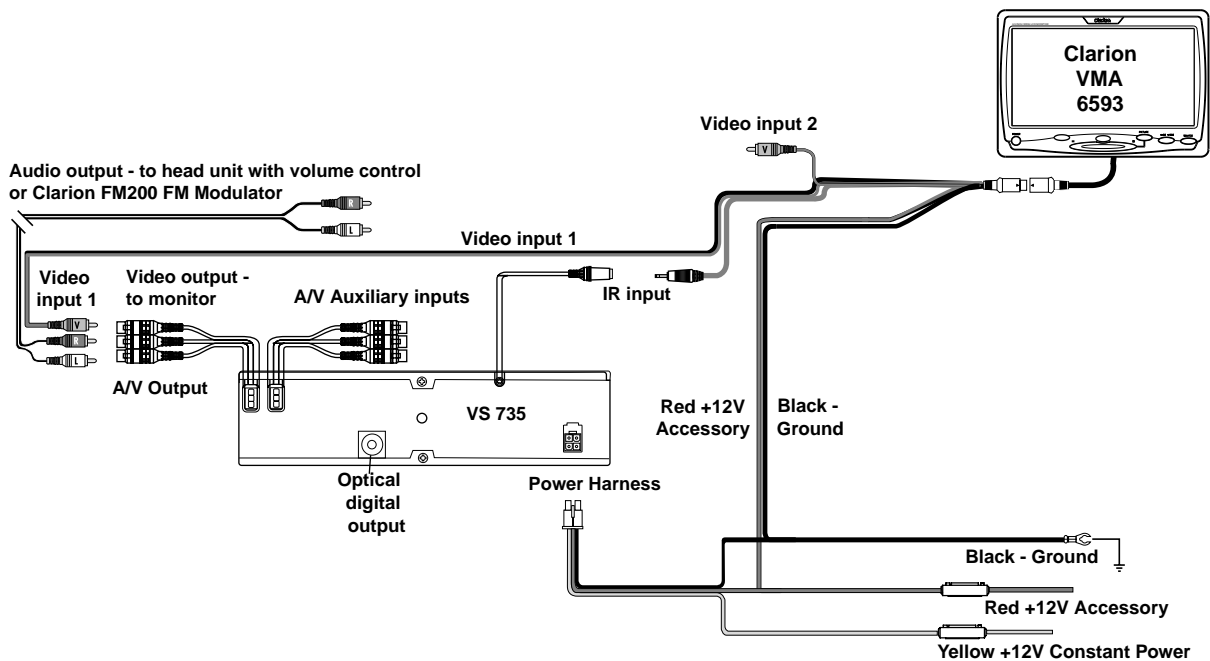 Clarion
Clarion
VMA
6593
Video input 2
Audio output - to head unit with volume control
or Clarion FM200 FM Modulator
R
L
V
Video input 1
Video
input 1
Video output -
to monitor
A/V Auxiliary inputs
IR input
V
R
L
A/V Output
VS 735
Red +12V
Accessory
Black -
Ground
Optical
digital
output
Power Harness
Black - Ground
Red +12V Accessory
Yellow +12V Constant Power